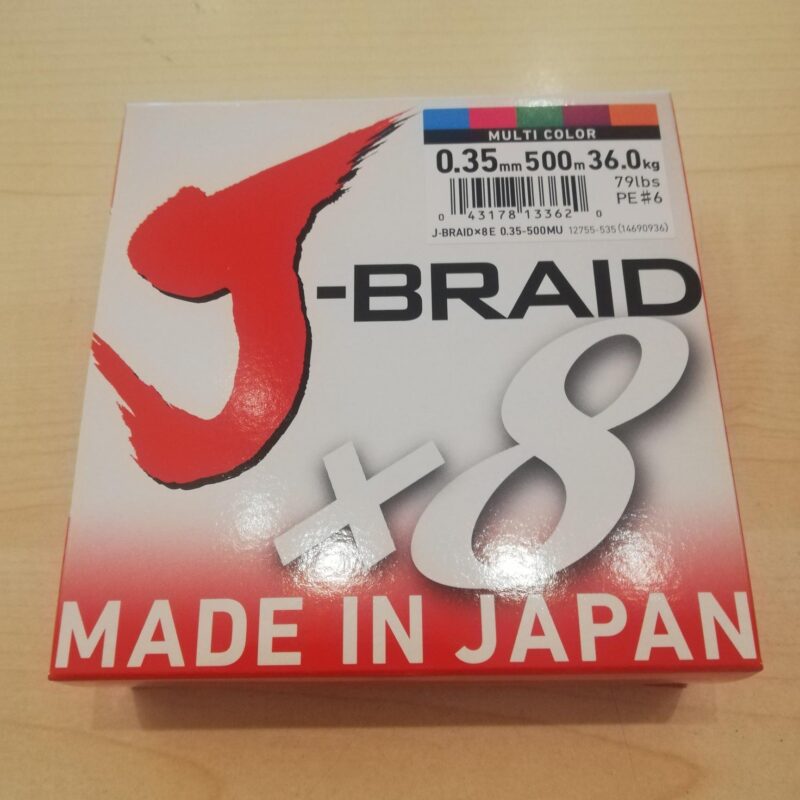 MULTI COLOR
0.35mm 500m 36.0kg
79lbs
PE#6
0 43178 13362 0
J-BRAID×8E 0.35-500MU 12755-535(14690936)
J-BRAID
×8
MADE IN JAPAN